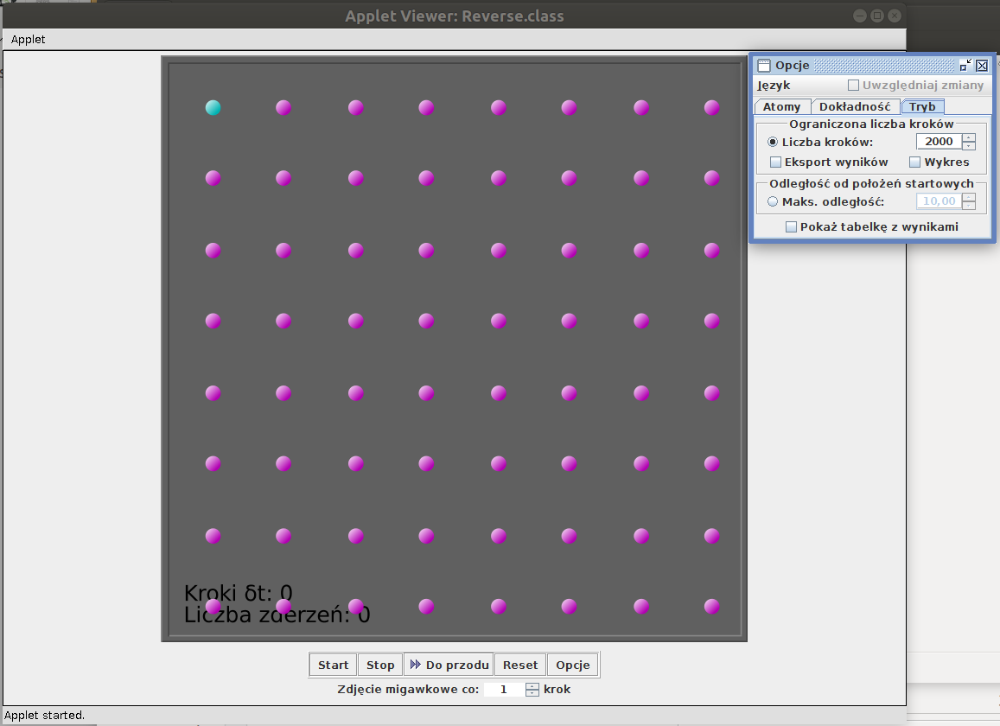 Applet Viewer: Reverse.class
Applet
Opcje
Język Uwzględniaj zmiany
Atomy Dokładność Tryb
Ograniczona liczba kroków
Liczba kroków: 2000
Eksport wyników Wykres
Odległość od położeń startowych
Maks. odległość: 10,00
Pokaż tabelkę z wynikami
Kroki δt: 0
Liczba zderzeń: 0
Start Stop Do przodu Reset Opcje
Zdjęcie migawkowe co: 1 krok
Applet started.